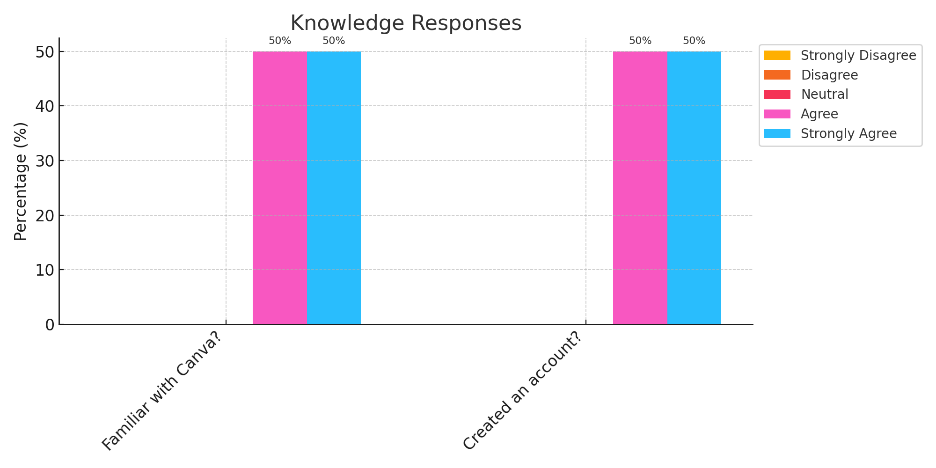 Knowledge Responses
50%
50%
50%
50%
Percentage (%)
50
40
30
20
10
0
Familiar with Canva?
Created an account?
Strongly Disagree
Disagree
Neutral
Agree
Strongly Agree